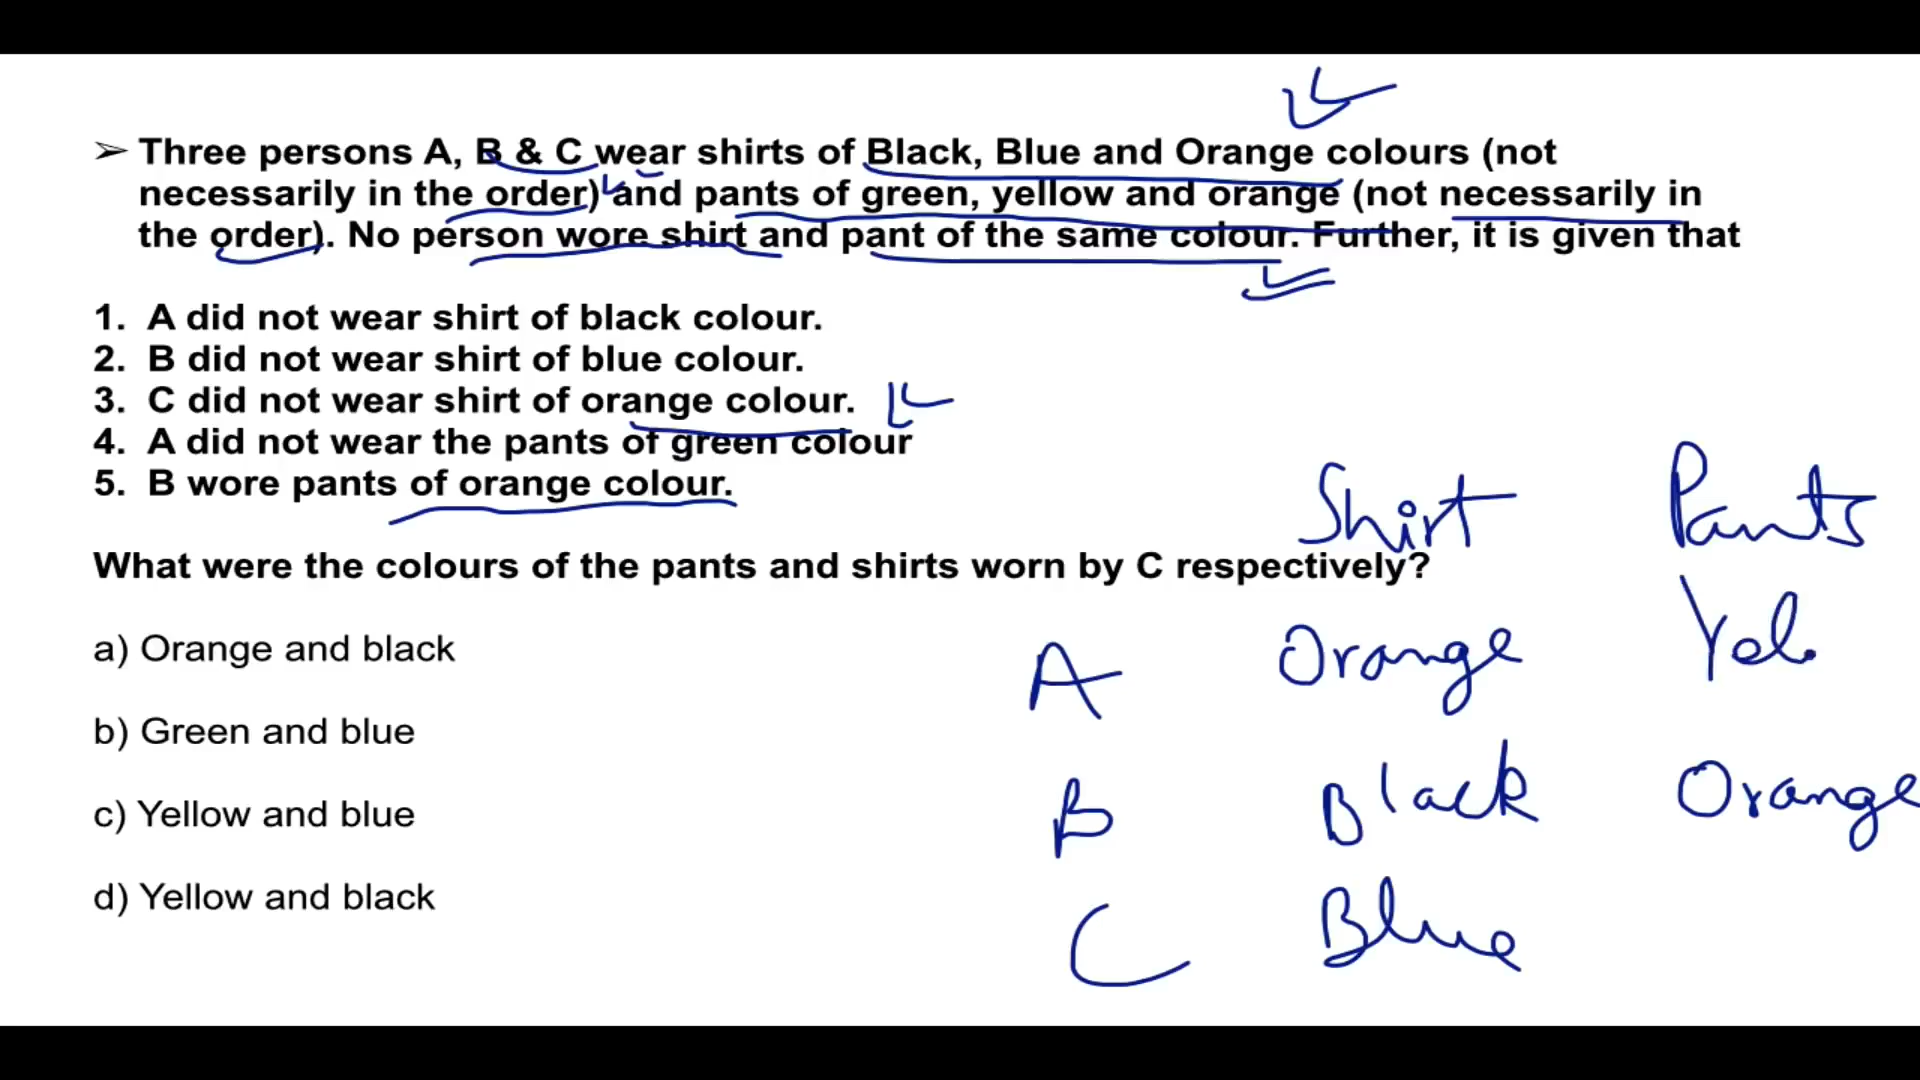 ➢ Three persons A, B & C wear shirts of Black, Blue and Orange colours (not
necessarily in the order) and pants of green, yellow and orange (not necessarily in
the order). No person wore shirt and pant of the same colour. Further, it is given that
1. A did not wear shirt of black colour.
2. B did not wear shirt of blue colour.
3. C did not wear shirt of orange colour.
4. A did not wear the pants of green colour
5. B wore pants of orange colour.
What were the colours of the pants and shirts worn by C respectively?
a) Orange and black
b) Green and blue
c) Yellow and blue
d) Yellow and black
Shirt Pants
A Orange Yel.
B Black Orange
C Blue